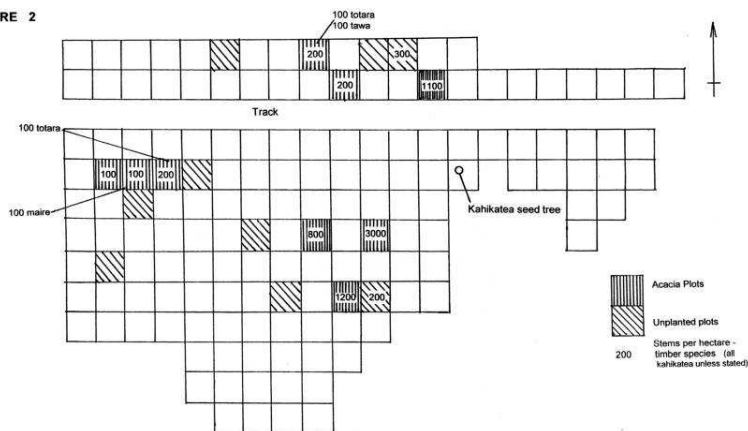 RE 2
100 totara
100 tawa
200
300
200
1100
Track
100 totara
100
100
200
100 maire
Kahikatea seed tree
800
3000
1200
200
Acacia Plots
Unplanted plots
200
Stems per hectare -
timber species (all
kahikatea unless stated)